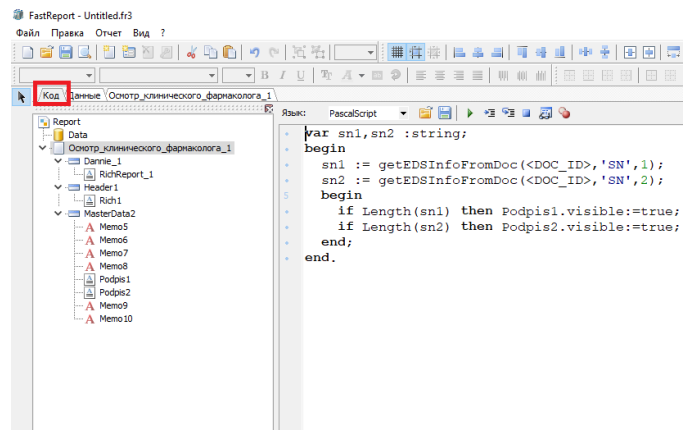 FastReport - Untitled.fr3
Файл Правка Отчет Вид ?
Код Данные Осмотр_клинического_фармаколога_1
Report
Data
Осмотр_клинического_фармаколога_1
Dannie_1
RichReport_1
Header1
Rich1
MasterData2
Memo5
Memo6
Memo7
Memo8
Podpis1
Podpis2
Memo9
Memo10
Язык: PascalScript
var sn1,sn2 :string;
begin
sn1 := getEDSInfoFromDoc(<DOC_ID>,'SN',1);
sn2 := getEDSInfoFromDoc(<DOC_ID>,'SN',2);
begin
if Length(sn1) then Podpis1.visible:=true;
if Length(sn2) then Podpis2.visible:=true;
end;
end.